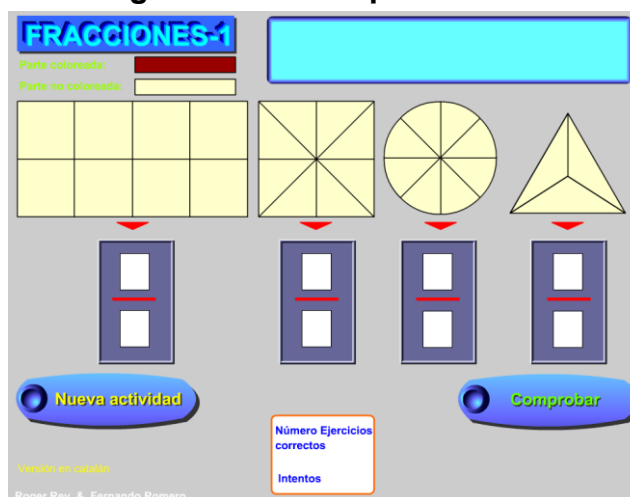 FRACCIONES-1
Parte coloreada:
Parte no coloreada:
Nueva actividad
Comprobar
Número Ejercicios
correctos
Intentos
Versión en catalán
Roger Rey & Fernando Romero